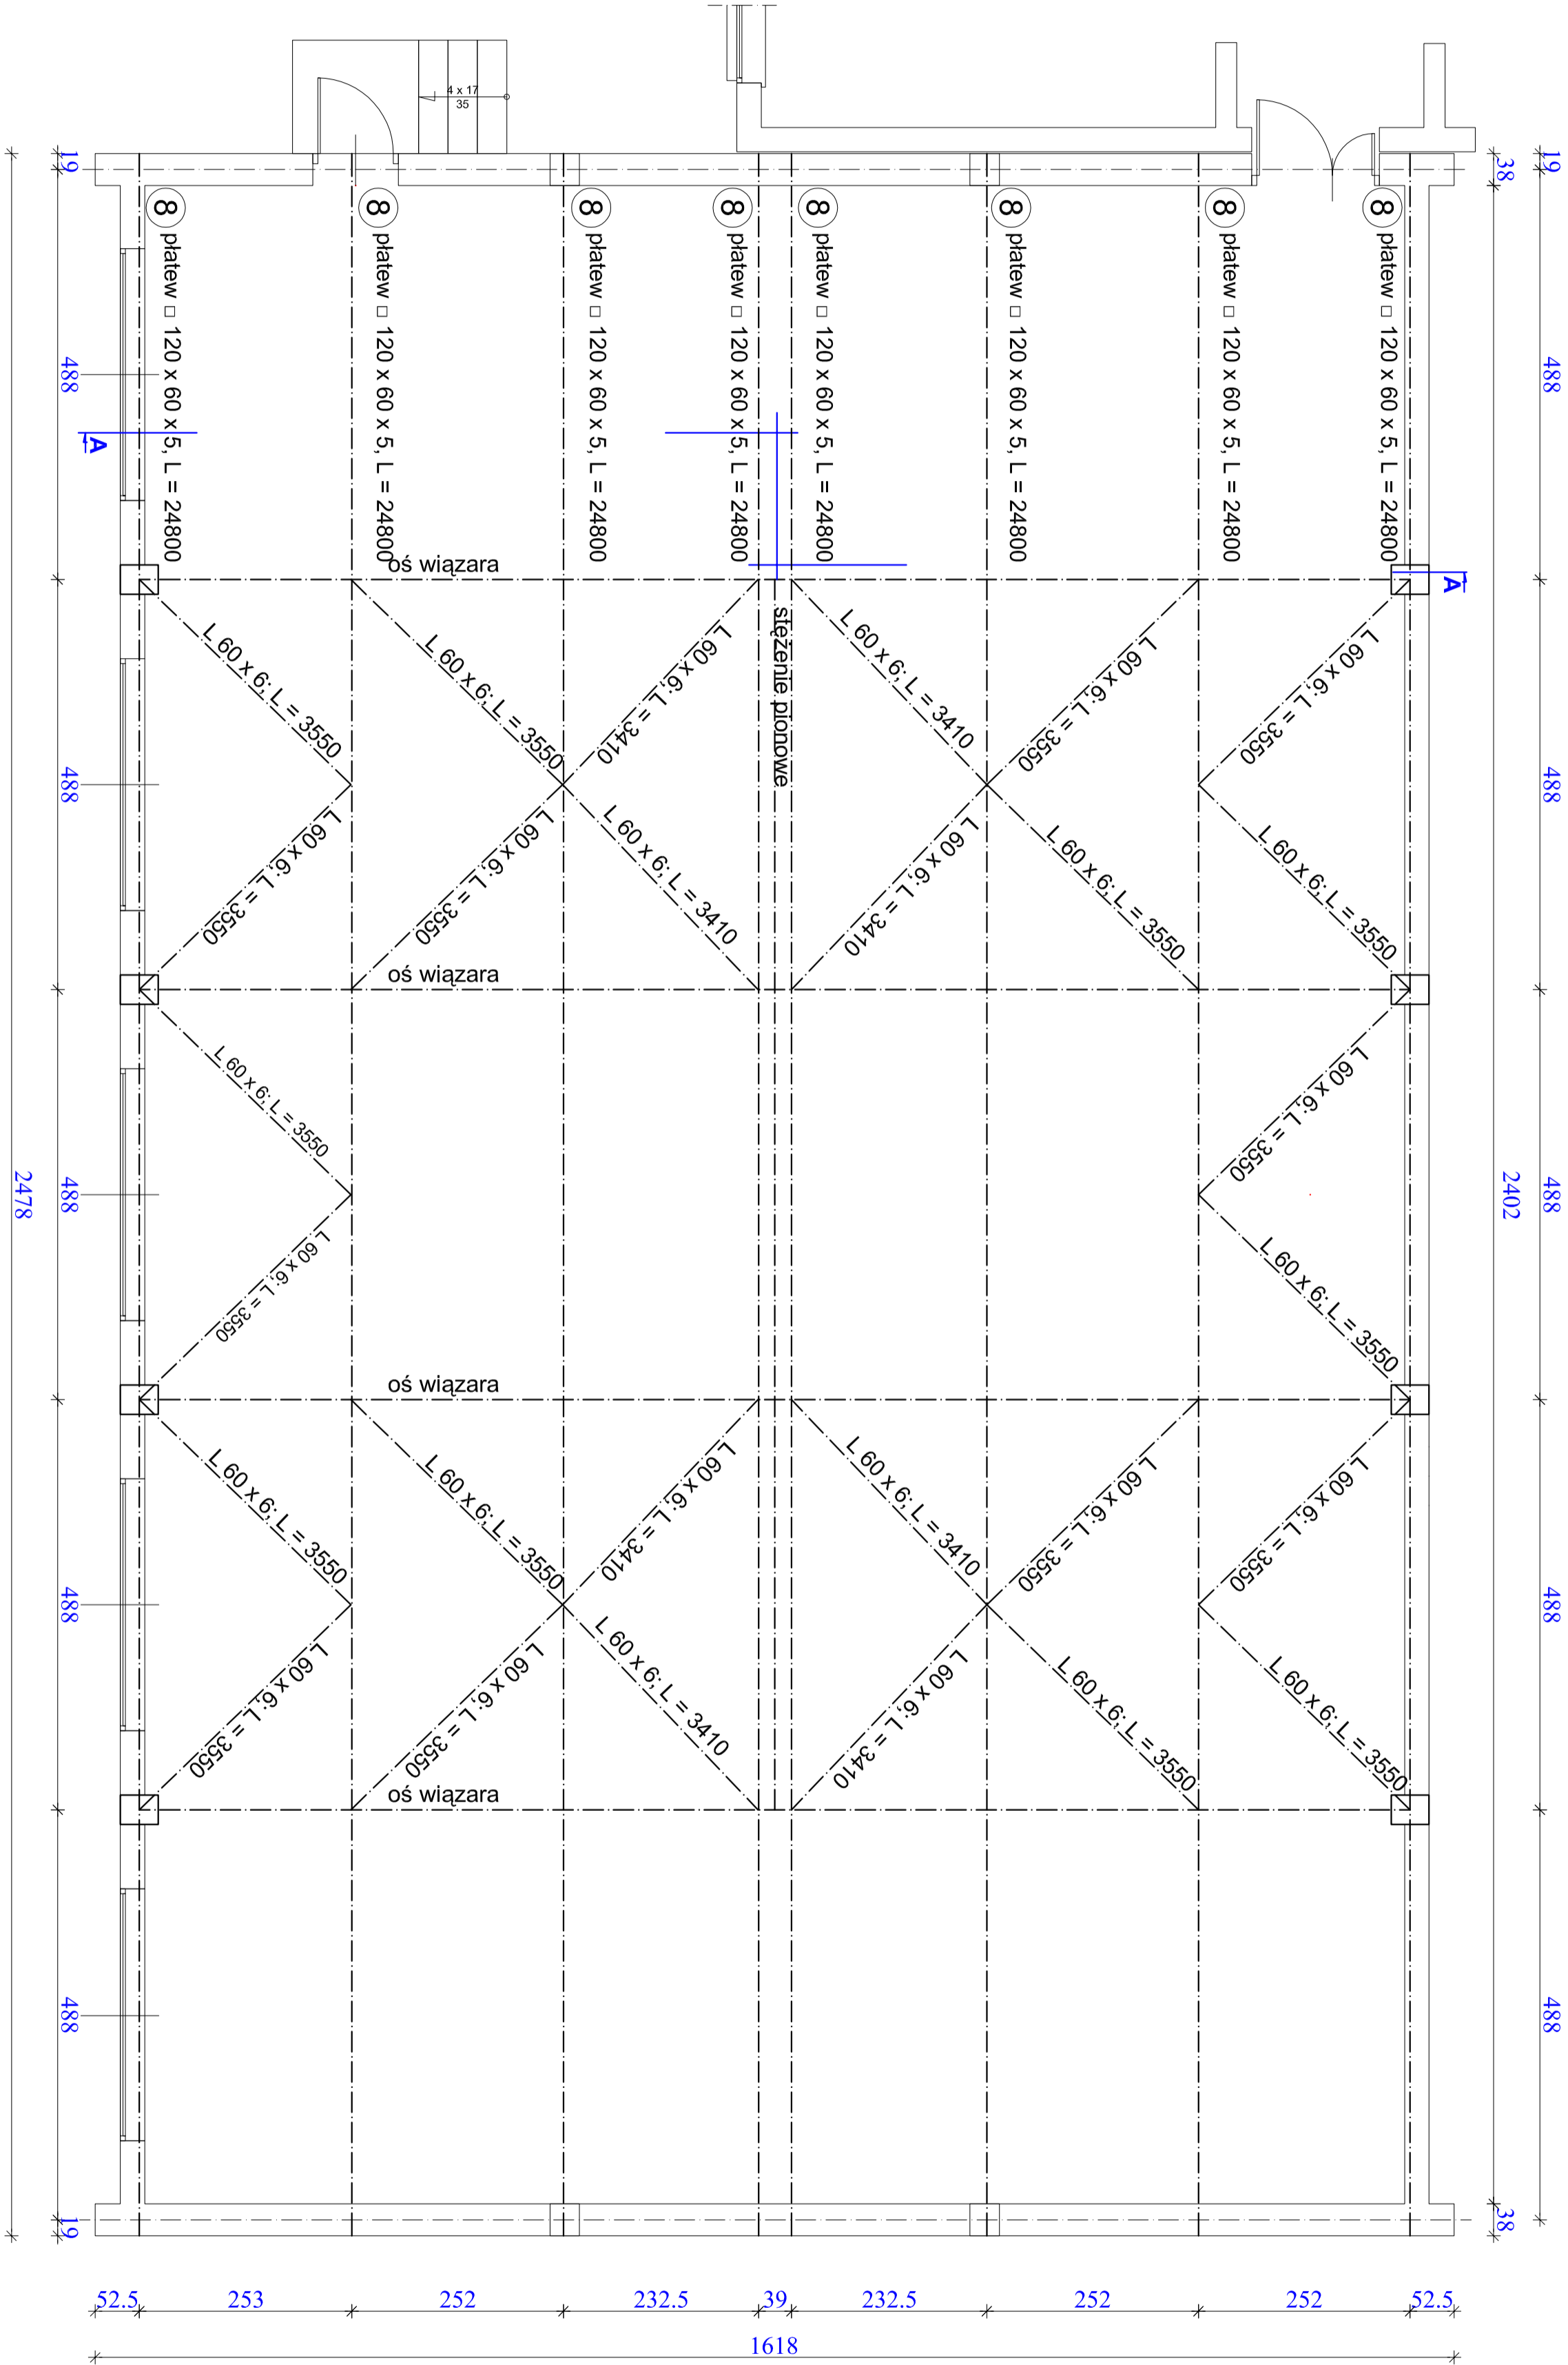 4 x 17
35
19
38
19
8 płatew □ 120 x 60 x 5, L = 24800
8 płatew □ 120 x 60 x 5, L = 24800
8 płatew □ 120 x 60 x 5, L = 24800
8 płatew □ 120 x 60 x 5, L = 24800
8 płatew □ 120 x 60 x 5, L = 24800
8 płatew □ 120 x 60 x 5, L = 24800
8 płatew □ 120 x 60 x 5, L = 24800
8 płatew □ 120 x 60 x 5, L = 24800
488
488
A
A
oś wiązara
stężenie pionowe
L 60 x 6; L = 3550
L 60 x 6; L = 3550
L 60 x 6; L = 3410
L 60 x 6; L = 3410
L 60 x 6; L = 3550
L 60 x 6; L = 3550
488
488
L 60 x 6; L = 3550
L 60 x 6; L = 3550
L 60 x 6; L = 3410
L 60 x 6; L = 3410
L 60 x 6; L = 3550
L 60 x 6; L = 3550
oś wiązara
L 60 x 6; L = 3550
L 60 x 6; L = 3550
2478
488
2402
488
L 60 x 6; L = 3550
L 60 x 6; L = 3550
oś wiązara
L 60 x 6; L = 3550
L 60 x 6; L = 3550
L 60 x 6; L = 3410
L 60 x 6; L = 3410
L 60 x 6; L = 3550
L 60 x 6; L = 3550
488
488
L 60 x 6; L = 3550
L 60 x 6; L = 3550
L 60 x 6; L = 3410
L 60 x 6; L = 3410
L 60 x 6; L = 3550
L 60 x 6; L = 3550
oś wiązara
488
488
19
38
52.5 253 252 232.5 39 232.5 252 252 52.5
1618